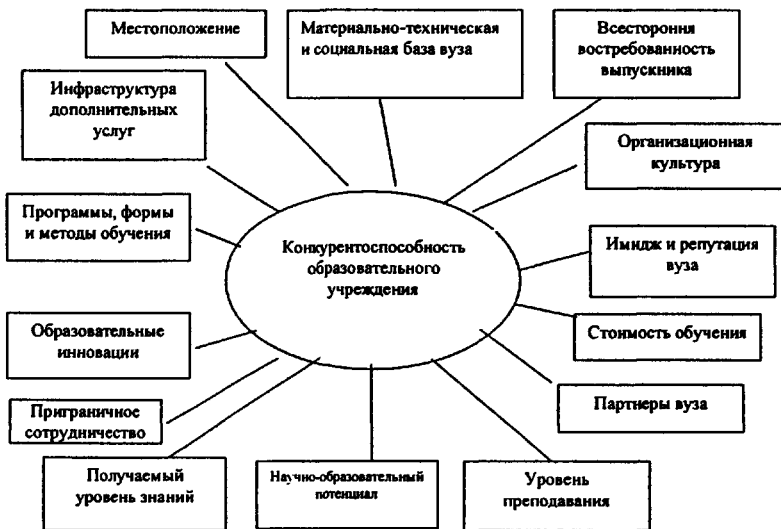 Местоположение
Материально-техническая
и социальная база вуза
Всестороння
востребованность
выпускника
Инфраструктура
дополнительных
услуг
Организационная
культура
Программы, формы
и методы обучения
Конкурентоспособность
образовательного
учреждения
Имидж и репутация
вуза
Образовательные
инновации
Стоимость обучения
Приграничное
сотрудничество
Партнеры вуза
Получаемый
уровень знаний
Научно-образовательный
потенциал
Уровень
преподавания